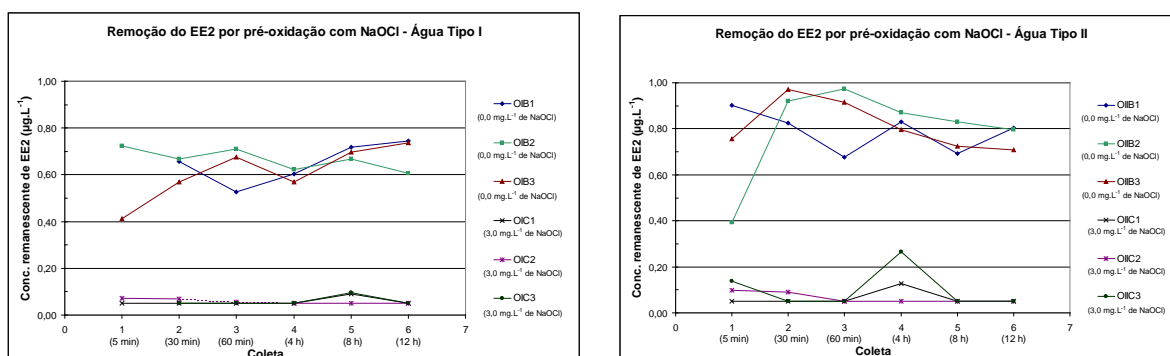 Remoção do EE2 por pré-oxidação com NaOCl - Água Tipo I
Conc. remanescente de EE2 (µg.L⁻¹)
1,00
0,80
0,60
0,40
0,20
0,00
0 1 2 3 4 5 6 7
(5 min) (30 min) (60 min) (4 h) (8 h) (12 h)
Coleta
OIB1
(0,0 mg.L⁻¹ de NaOCl)
OIB2
(0,0 mg.L⁻¹ de NaOCl)
OIB3
(0,0 mg.L⁻¹ de NaOCl)
OIC1
(3,0 mg.L⁻¹ de NaOCl)
OIC2
(3,0 mg.L⁻¹ de NaOCl)
OIC3
(3,0 mg.L⁻¹ de NaOCl)
Remoção do EE2 por pré-oxidação com NaOCl - Água Tipo II
Conc. remanescente de EE2 (µg.L⁻¹)
1,00
0,80
0,60
0,40
0,20
0,00
0 1 2 3 4 5 6 7
(5 min) (30 min) (60 min) (4 h) (8 h) (12 h)
Coleta
OIIB1
(0,0 mg.L⁻¹ de NaOCl)
OIIB2
(0,0 mg.L⁻¹ de NaOCl)
OIIB3
(0,0 mg.L⁻¹ de NaOCl)
OIIC1
(3,0 mg.L⁻¹ de NaOCl)
OIIC2
(3,0 mg.L⁻¹ de NaOCl)
OIIC3
(3,0 mg.L⁻¹ de NaOCl)